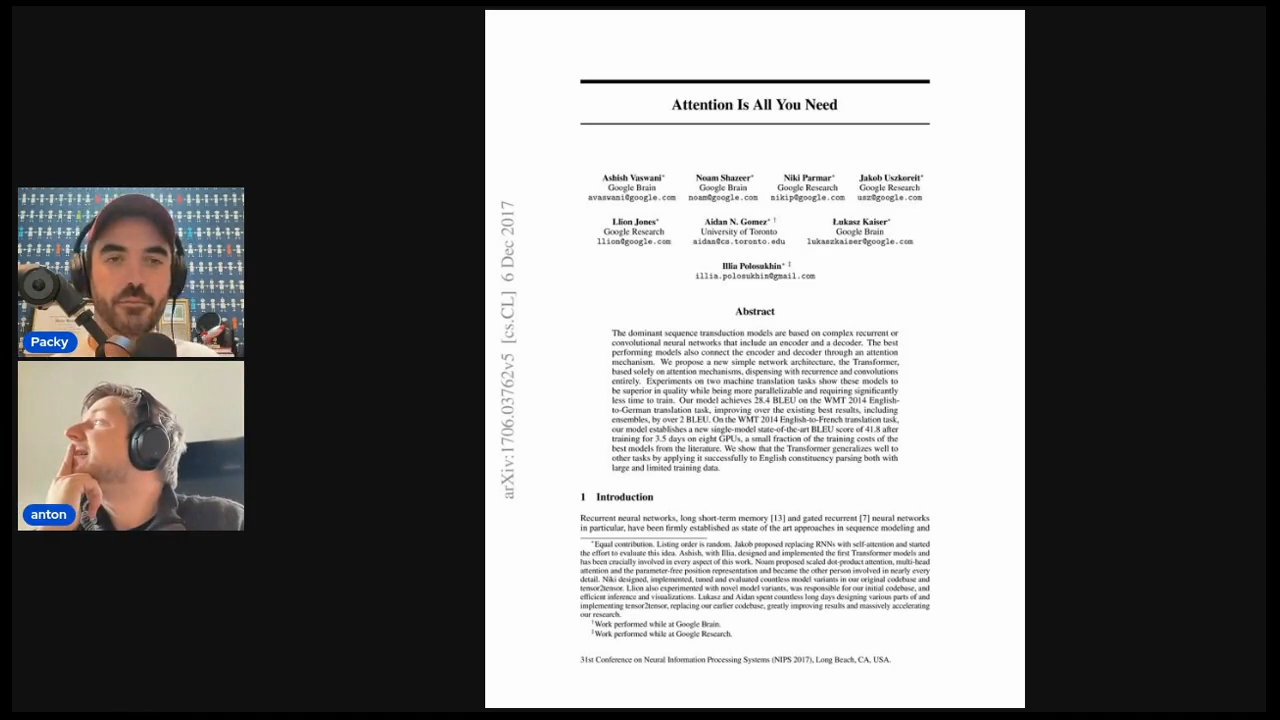 Packy
anton
arXiv:1706.03762v5 [cs.CL] 6 Dec 2017
Attention Is All You Need
Ashish Vaswani* Noam Shazeer* Niki Parmar* Jakob Uszkoreit*
Google Brain Google Brain Google Research Google Research
avaswani@google.com noam@google.com nikip@google.com usz@google.com
Llion Jones* Aidan N. Gomez* † Łukasz Kaiser*
Google Research University of Toronto Google Brain
llion@google.com aidan@cs.toronto.edu lukaszkaiser@google.com
Illia Polosukhin* ‡
illia.polosukhin@gmail.com
Abstract
The dominant sequence transduction models are based on complex recurrent or
convolutional neural networks that include an encoder and a decoder. The best
performing models also connect the encoder and decoder through an attention
mechanism. We propose a new simple network architecture, the Transformer,
based solely on attention mechanisms, dispensing with recurrence and convolutions
entirely. Experiments on two machine translation tasks show these models to
be superior in quality while being more parallelizable and requiring significantly
less time to train. Our model achieves 28.4 BLEU on the WMT 2014 English-
to-German translation task, improving over the existing best results, including
ensembles, by over 2 BLEU. On the WMT 2014 English-to-French translation task,
our model establishes a new single-model state-of-the-art BLEU score of 41.8 after
training for 3.5 days on eight GPUs, a small fraction of the training costs of the
best models from the literature. We show that the Transformer generalizes well to
other tasks by applying it successfully to English constituency parsing both with
large and limited training data.
1 Introduction
Recurrent neural networks, long short-term memory [13] and gated recurrent [7] neural networks
in particular, have been firmly established as state of the art approaches in sequence modeling and
*Equal contribution. Listing order is random. Jakob proposed replacing RNNs with self-attention and started
the effort to evaluate this idea. Ashish, with Illia, designed and implemented the first Transformer models and
has been crucially involved in every aspect of this work. Noam proposed scaled dot-product attention, multi-head
attention and the parameter-free position representation and became the other person involved in nearly every
detail. Niki designed, implemented, tuned and evaluated countless model variants in our original codebase and
tensor2tensor. Llion also experimented with novel model variants, was responsible for our initial codebase, and
efficient inference and visualizations. Lukasz and Aidan spent countless long days designing various parts of and
implementing tensor2tensor, replacing our earlier codebase, greatly improving results and massively accelerating
our research.
†Work performed while at Google Brain.
‡Work performed while at Google Research.
31st Conference on Neural Information Processing Systems (NIPS 2017), Long Beach, CA, USA.